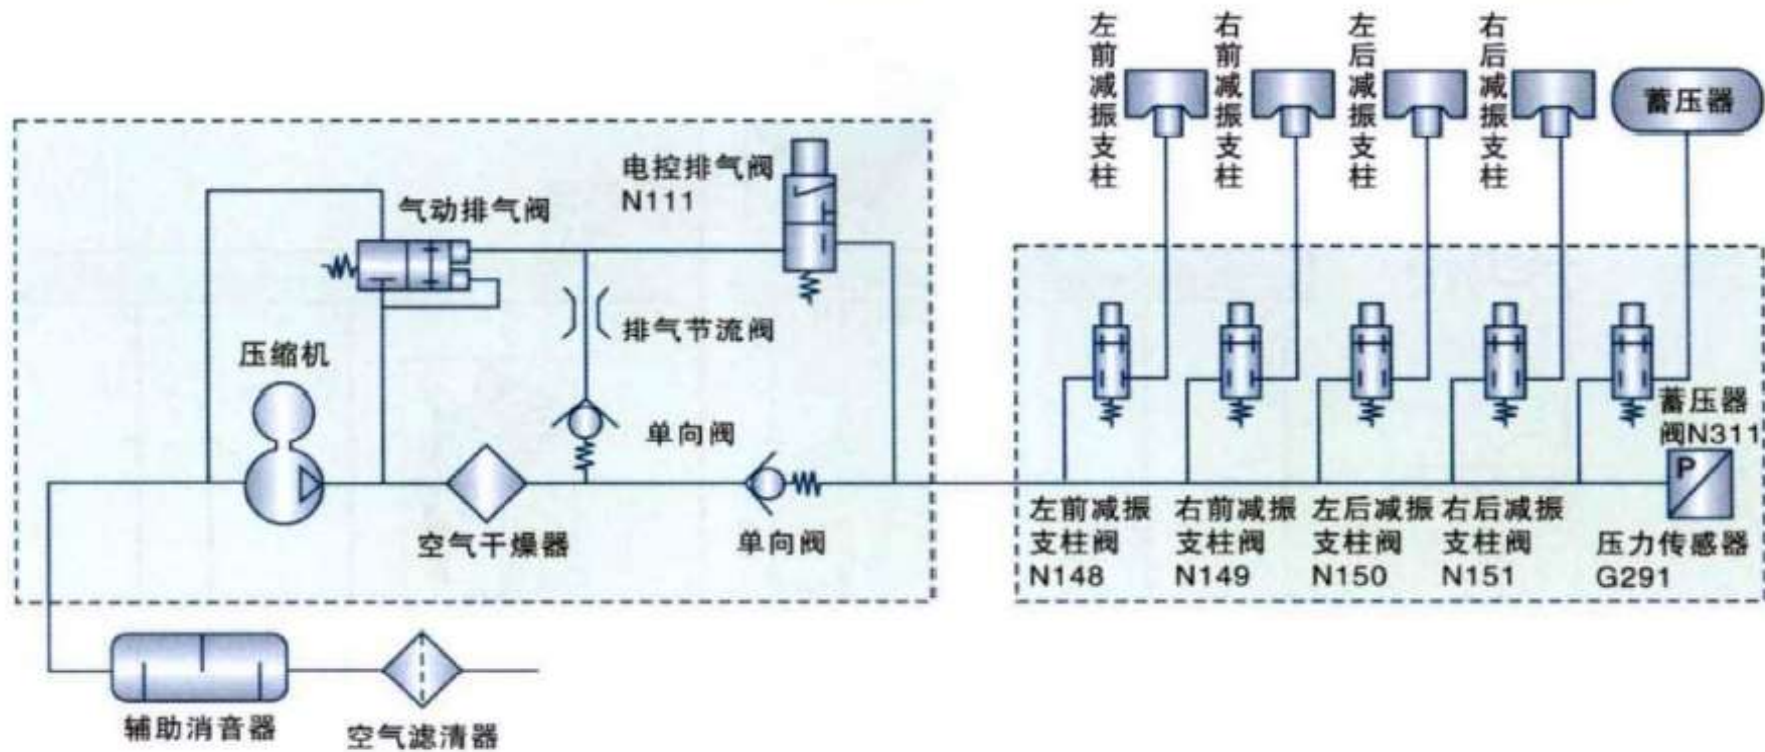 左前减振支柱
右前减振支柱
左后减振支柱
右后减振支柱
蓄压器
电控排气阀
N111
气动排气阀
排气节流阀
压缩机
单向阀
蓄压器
阀N311
P
空气干燥器
单向阀
左前减振
支柱阀
N148
右前减振
支柱阀
N149
左后减振
支柱阀
N150
右后减振
支柱阀
N151
压力传感器
G291
辅助消音器
空气滤清器